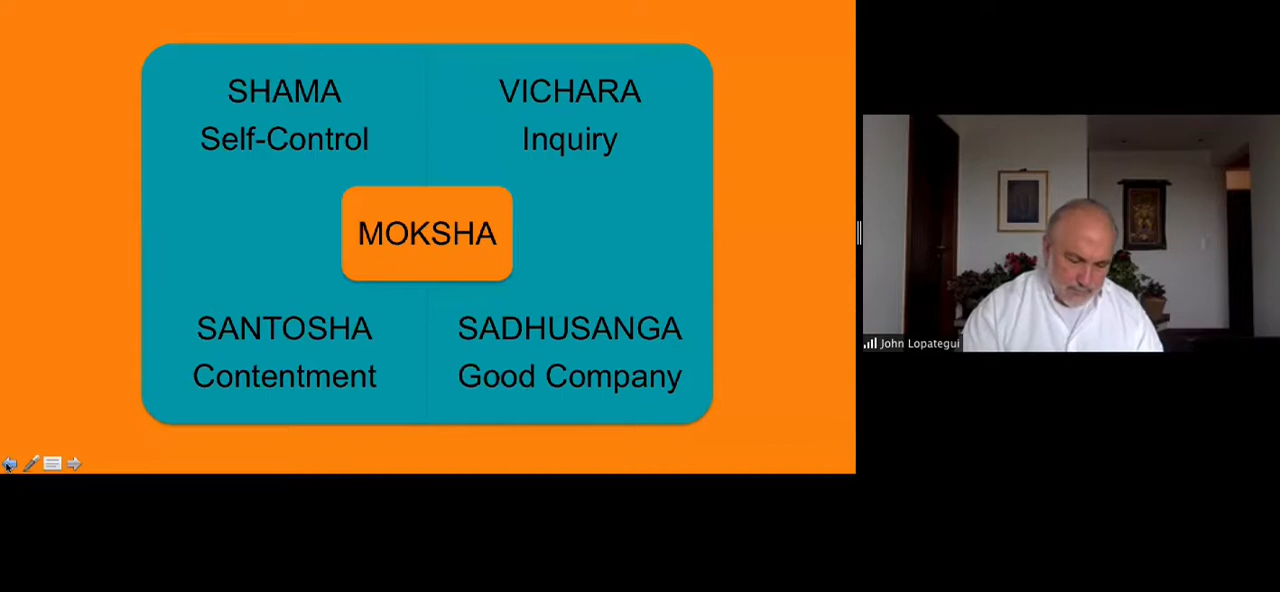 SHAMA
Self-Control
VICHARA
Inquiry
MOKSHA
SANTOSHA
Contentment
SADHUSANGA
Good Company
John Lopategui